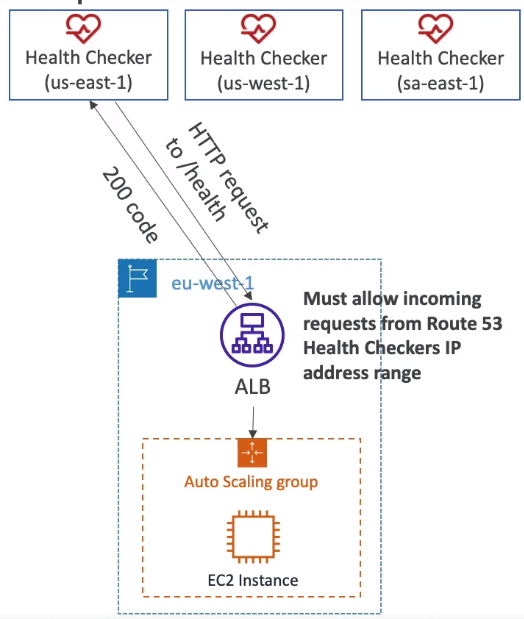 Health Checker
(us-east-1)
Health Checker
(us-west-1)
Health Checker
(sa-east-1)
HTTP request
to /health
200 code
eu-west-1
Must allow incoming
requests from Route 53
Health Checkers IP
address range
ALB
Auto Scaling group
EC2 Instance